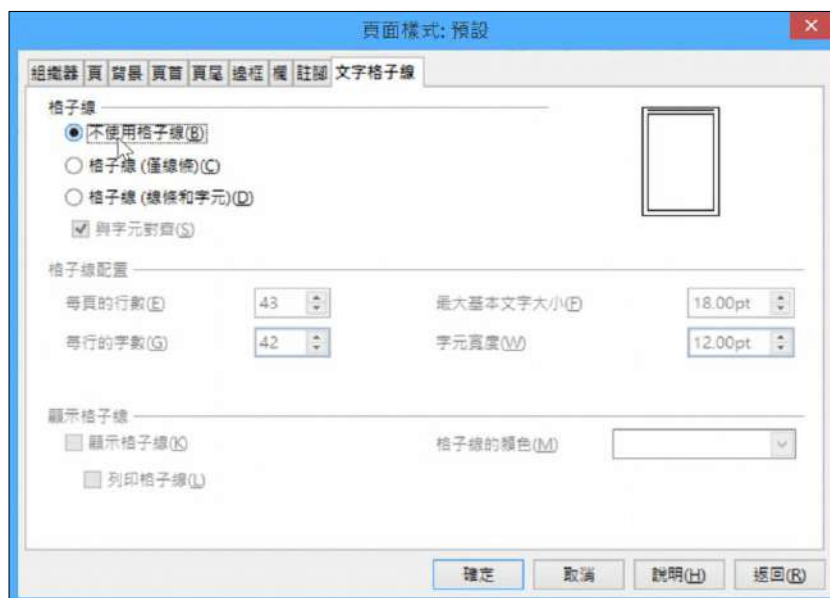 頁面樣式: 預設
組織器 頁 背景 頁首 頁尾 邊框 欄 註腳 文字格子線
格子線
不使用格子線(B)
格子線 (僅線條)(C)
格子線 (線條和字元)(D)
與字元對齊(S)
格子線配置
每頁的行數(E) 43 最大基本文字大小(F) 18.00pt
每行的字數(G) 42 字元寬度(W) 12.00pt
顯示格子線
顯示格子線(K) 格子線的顏色(M)
列印格子線(L)
確定 取消 說明(H) 返回(R)